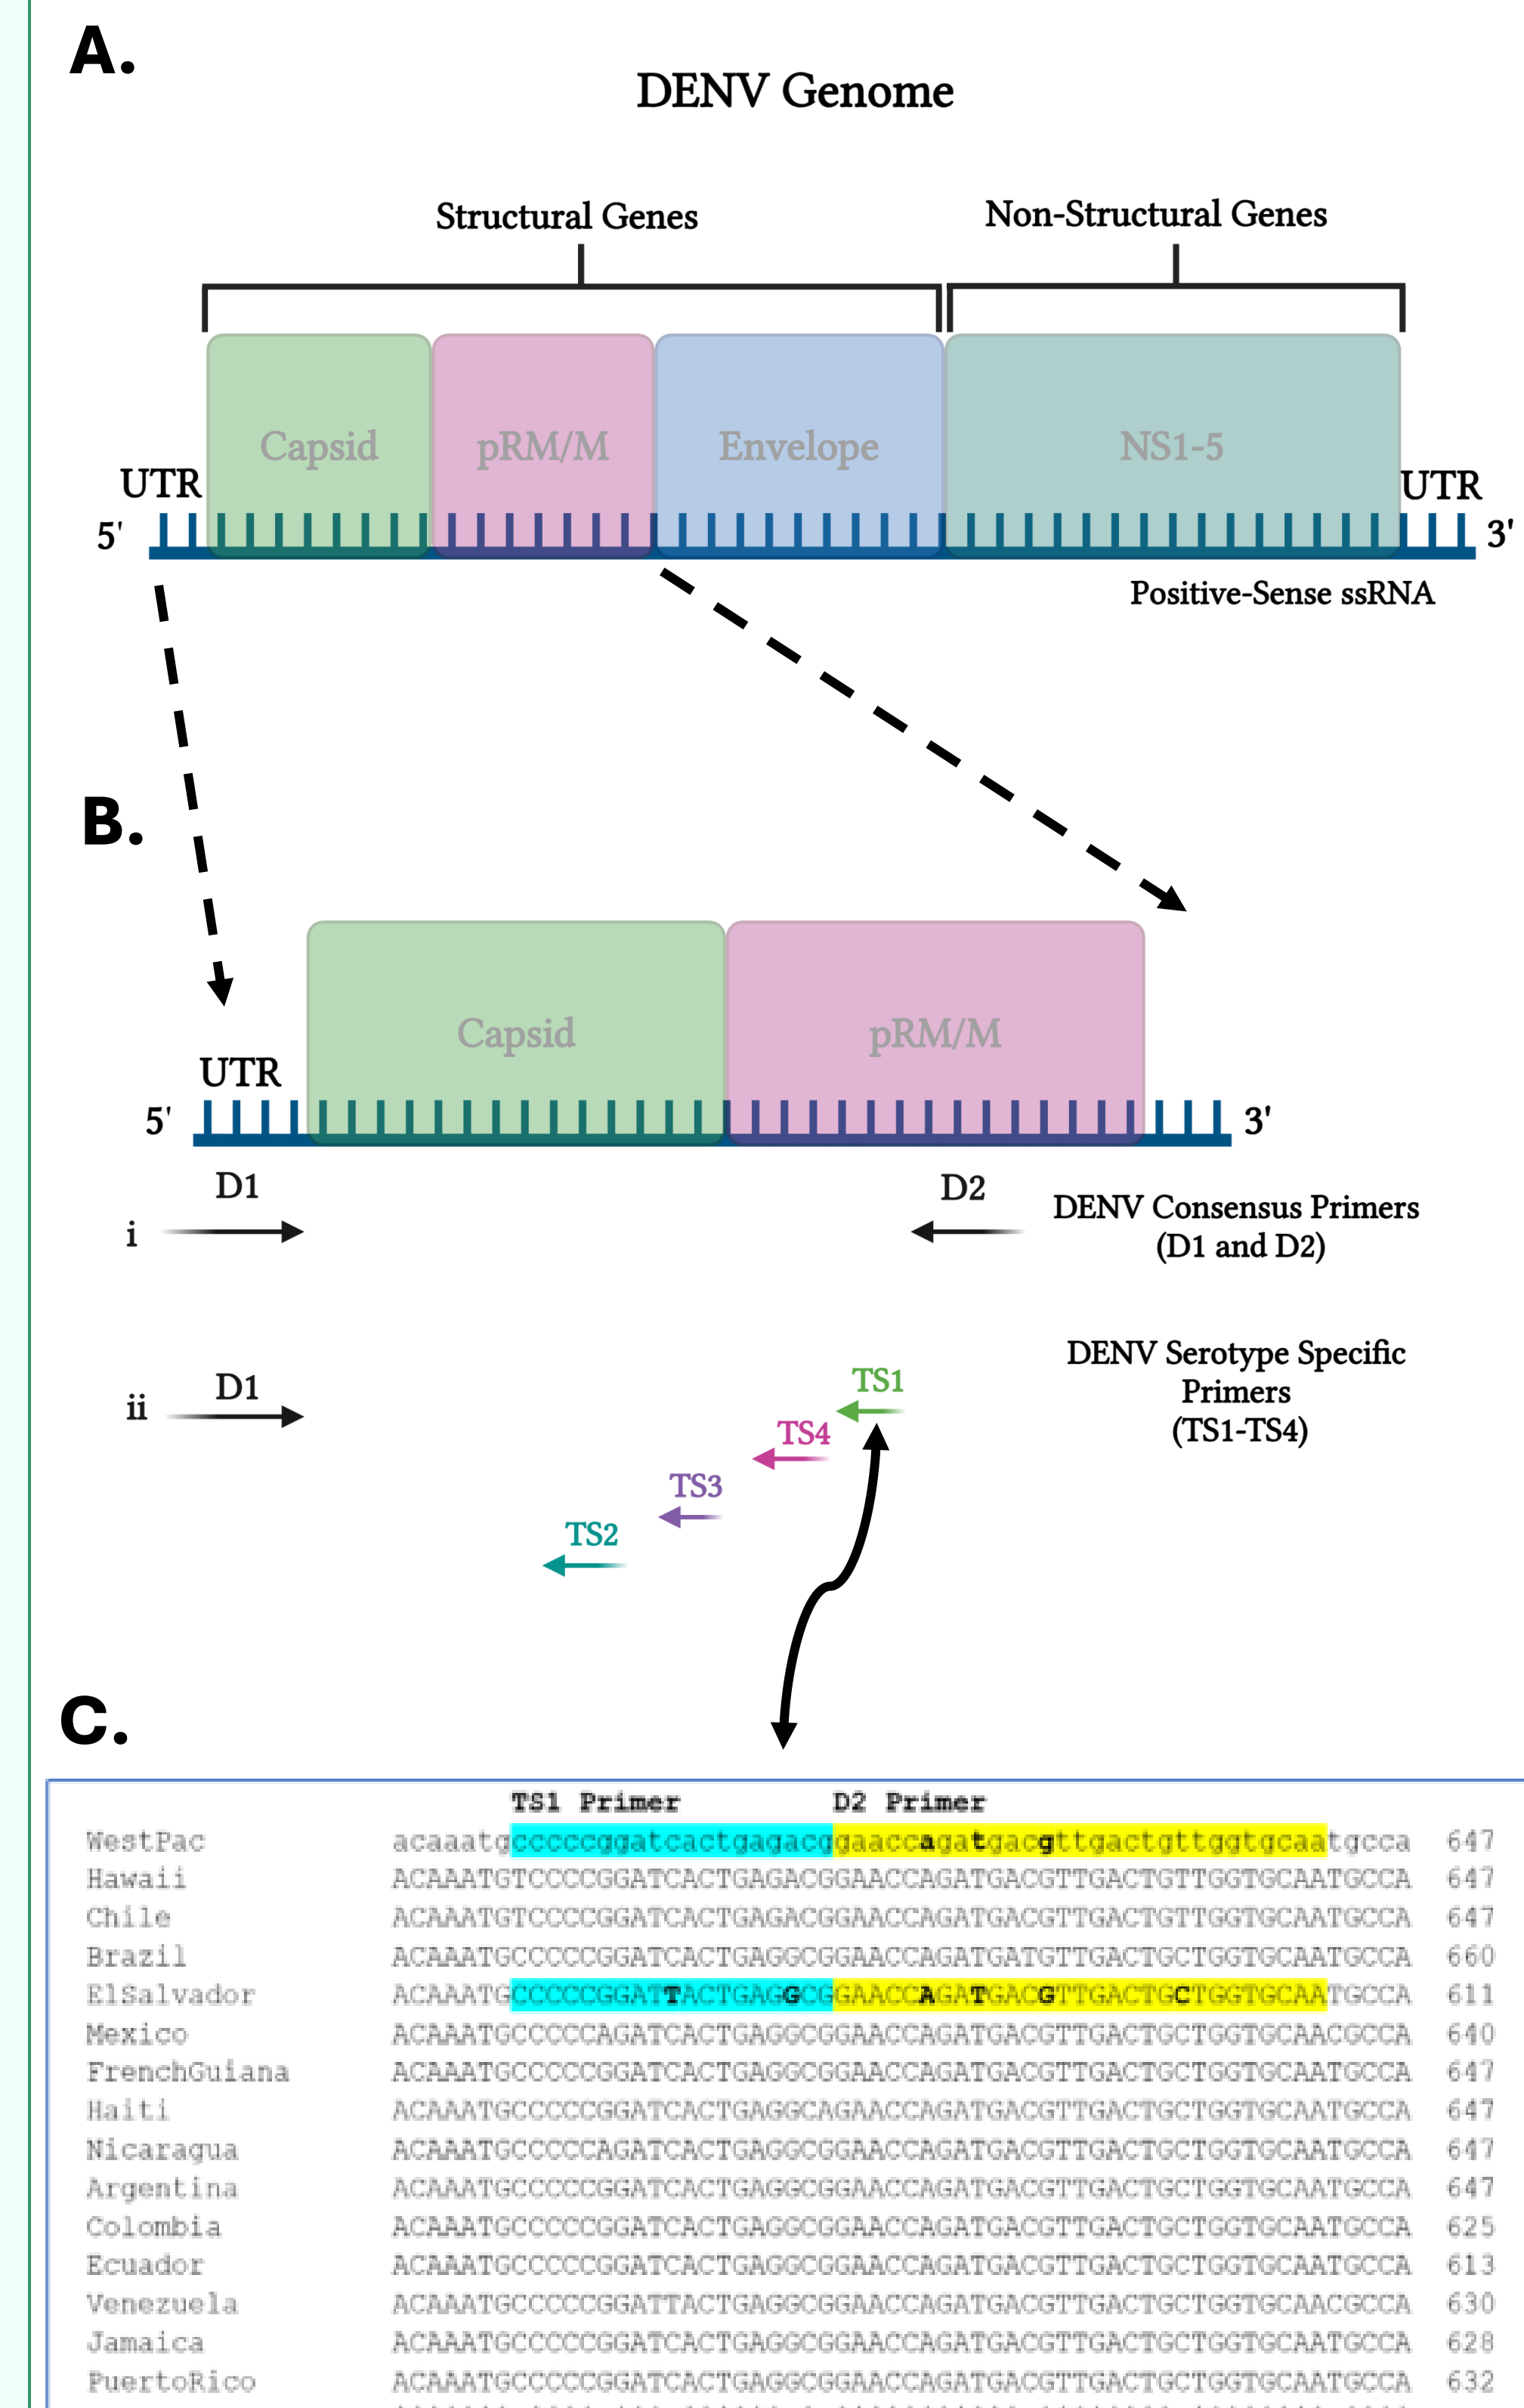 A.
DENV Genome
Structural Genes
Non-Structural Genes
Capsid
pRM/M
Envelope
NS1-5
UTR
UTR
5'
3'
Positive-Sense ssRNA
B.
Capsid
pRM/M
UTR
5'
3'
D1
D2
i
DENV Consensus Primers
(D1 and D2)
ii
D1
TS1
TS4
TS3
TS2
DENV Serotype Specific
Primers
(TS1-TS4)
C.
TS1 Primer D2 Primer
WestPac acaaatgcccccggatcactgagacggaaccagatgacgttgactgttggtgcaatgcca 647
Hawaii ACAAATGTCCCCGGATCACTGAGACGGAACCAGATGACGTTGACTGTTGGTGCAATGCCA 647
Chile ACAAATGTCCCCGGATCACTGAGACGGAACCAGATGACGTTGACTGTTGGTGCAATGCCA 647
Brazil ACAAATGCCCCCGGATCACTGAGGCGGAACCAGATGATGTTGACTGCTGGTGCAATGCCA 660
ElSalvador ACAAATGCCCCCGGATTACTGAGGCGGAACCAGATGACGTTGACTGCTGGTGCAATGCCA 611
Mexico ACAAATGCCCCCAGATCACTGAGGCGGAACCAGATGACGTTGACTGCTGGTGCAACGCCA 640
FrenchGuiana ACAAATGCCCCCGGATCACTGAGGCGGAACCAGATGACGTTGACTGCTGGTGCAATGCCA 647
Haiti ACAAATGCCCCCGGATCACTGAGGCAGAACCAGATGACGTTGACTGCTGGTGCAATGCCA 647
Nicaragua ACAAATGCCCCCAGATCACTGAGGCGGAACCAGATGACGTTGACTGCTGGTGCAATGCCA 647
Argentina ACAAATGCCCCCGGATCACTGAGGCGGAACCAGATGACGTTGACTGCTGGTGCAATGCCA 647
Colombia ACAAATGCCCCCGGATCACTGAGGCGGAACCAGATGACGTTGACTGCTGGTGCAATGCCA 625
Ecuador ACAAATGCCCCCGGATCACTGAGGCGGAACCAGATGACGTTGACTGCTGGTGCAATGCCA 613
Venezuela ACAAATGCCCCCGGATTACTGAGGCGGAACCAGATGACGTTGACTGCTGGTGCAACGCCA 630
Jamaica ACAAATGCCCCCGGATCACTGAGGCGGAACCAGATGACGTTGACTGCTGGTGCAATGCCA 628
PuertoRico ACAAATGCCCCCGGATCACTGAGGCGGAACCAGATGACGTTGACTGCTGGTGCAATGCCA 632